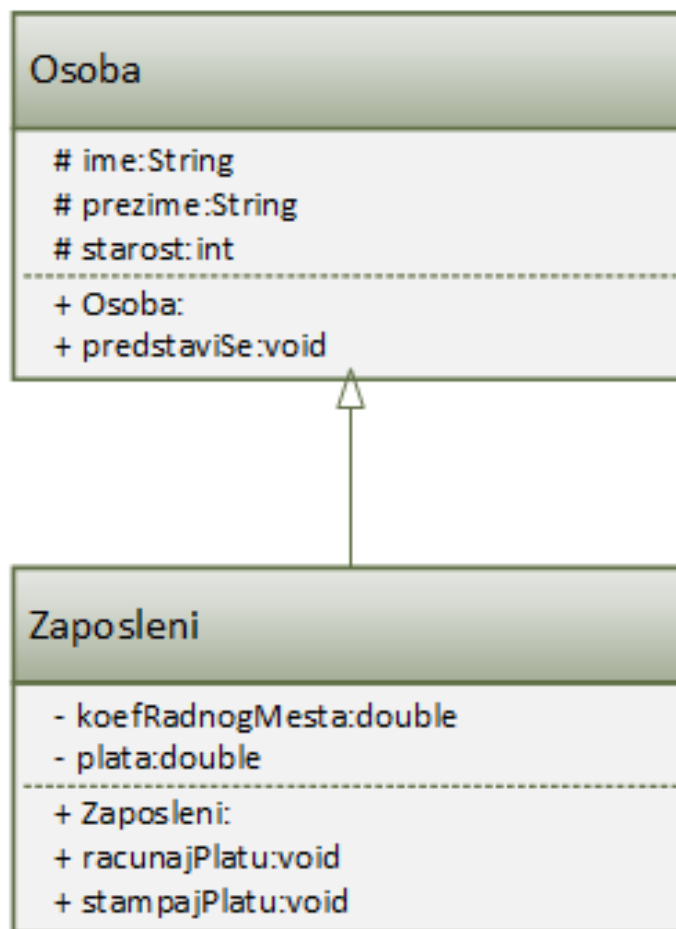 Osoba
# ime:String
# prezime:String
# starost:int
+ Osoba:
+ predstaviSe:void
Zaposleni
- koefRadnogMesta:double
- plata:double
+ Zaposleni:
+ racunajPlatu:void
+ stampajPlatu:void